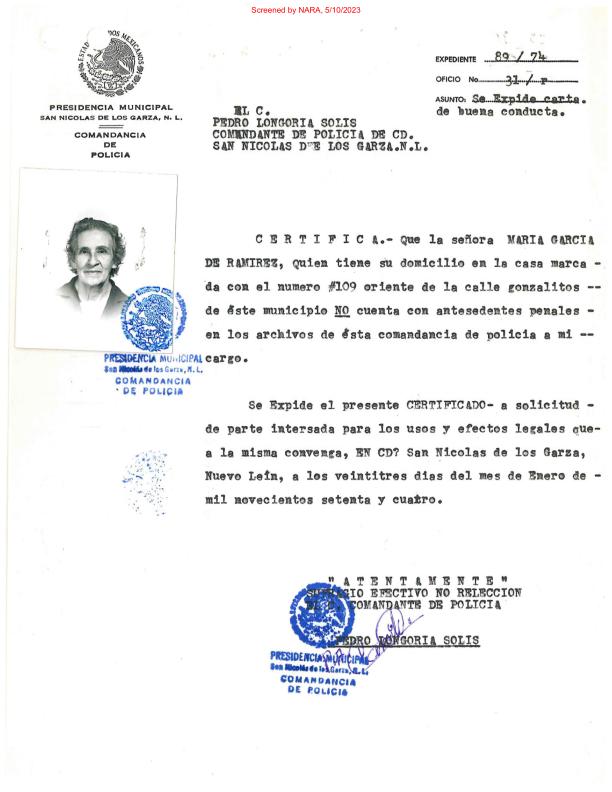 Screened by NARA, 5/10/2023
ESTADOS UNIDOS MEXICANOS
PRESIDENCIA MUNICIPAL
SAN NICOLAS DE LOS GARZA, N. L.
COMANDANCIA
DE
POLICIA
EXPEDIENTE 89 / 74
OFICIO No. 31/ P
ASUNTO: Se Expide carta.
de buena conducta.
EL C.
PEDRO LONGORIA SOLIS
COMANDANTE DE POLICIA DE CD.
SAN NICOLAS DE LOS GARZA.N.L.
C E R T I F I C A.- Que la señora MARIA GARCIA
DE RAMIREZ, Quien tiene su domicilio en la casa marca -
da con el numero #109 oriente de la calle gonzalitos --
de éste municipio NO cuenta con antesedentes penales -
en los archivos de ésta comandancia de policia a mi --
cargo.
PRESIDENCIA MUNICIPAL
San Nicolás de los Garza, N. L.
COMANDANCIA
DE POLICIA
Se Expide el presente CERTIFICADO- a solicitud -
de parte intersada para los usos y efectos legales que-
a la misma convenga, EN CD? San Nicolas de los Garza,
Nuevo Leín, a los veintitres dias del mes de Enero de -
mil novecientos setenta y cuatro.
" A T E N T A M E N T E "
SUFRAGIO EFECTIVO NO RELECCION
EL C. COMANDANTE DE POLICIA
PEDRO LONGORIA SOLIS
PRESIDENCIA MUNICIPAL
San Nicolás de los Garza, N. L.
COMANDANCIA
DE POLICIA